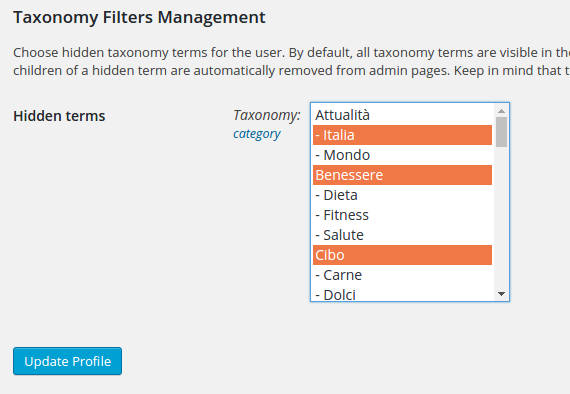 Taxonomy Filters Management
Choose hidden taxonomy terms for the user. By default, all taxonomy terms are visible in the
children of a hidden term are automatically removed from admin pages. Keep in mind that t
Hidden terms
Taxonomy:
category
Attualità
- Italia
- Mondo
Benessere
- Dieta
- Fitness
- Salute
Cibo
- Carne
- Dolci
Update Profile